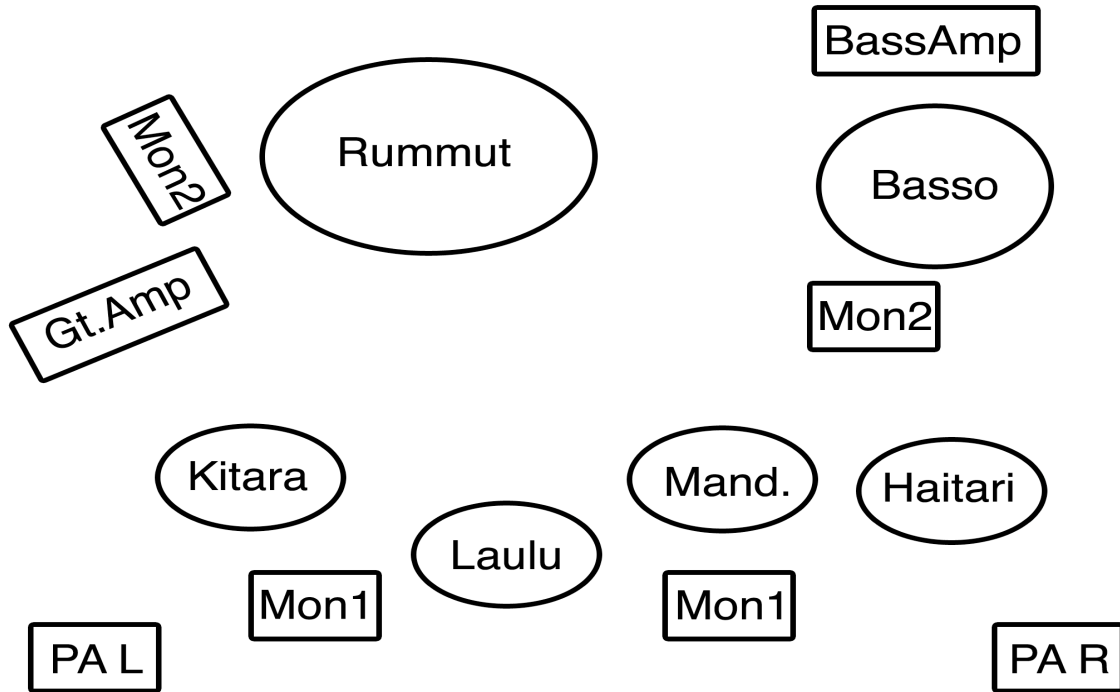 BassAmp
Rummut
Mon2
Basso
Gt.Amp
Mon2
Kitara
Mand.
Haitari
Laulu
Mon1
Mon1
PA L
PA R